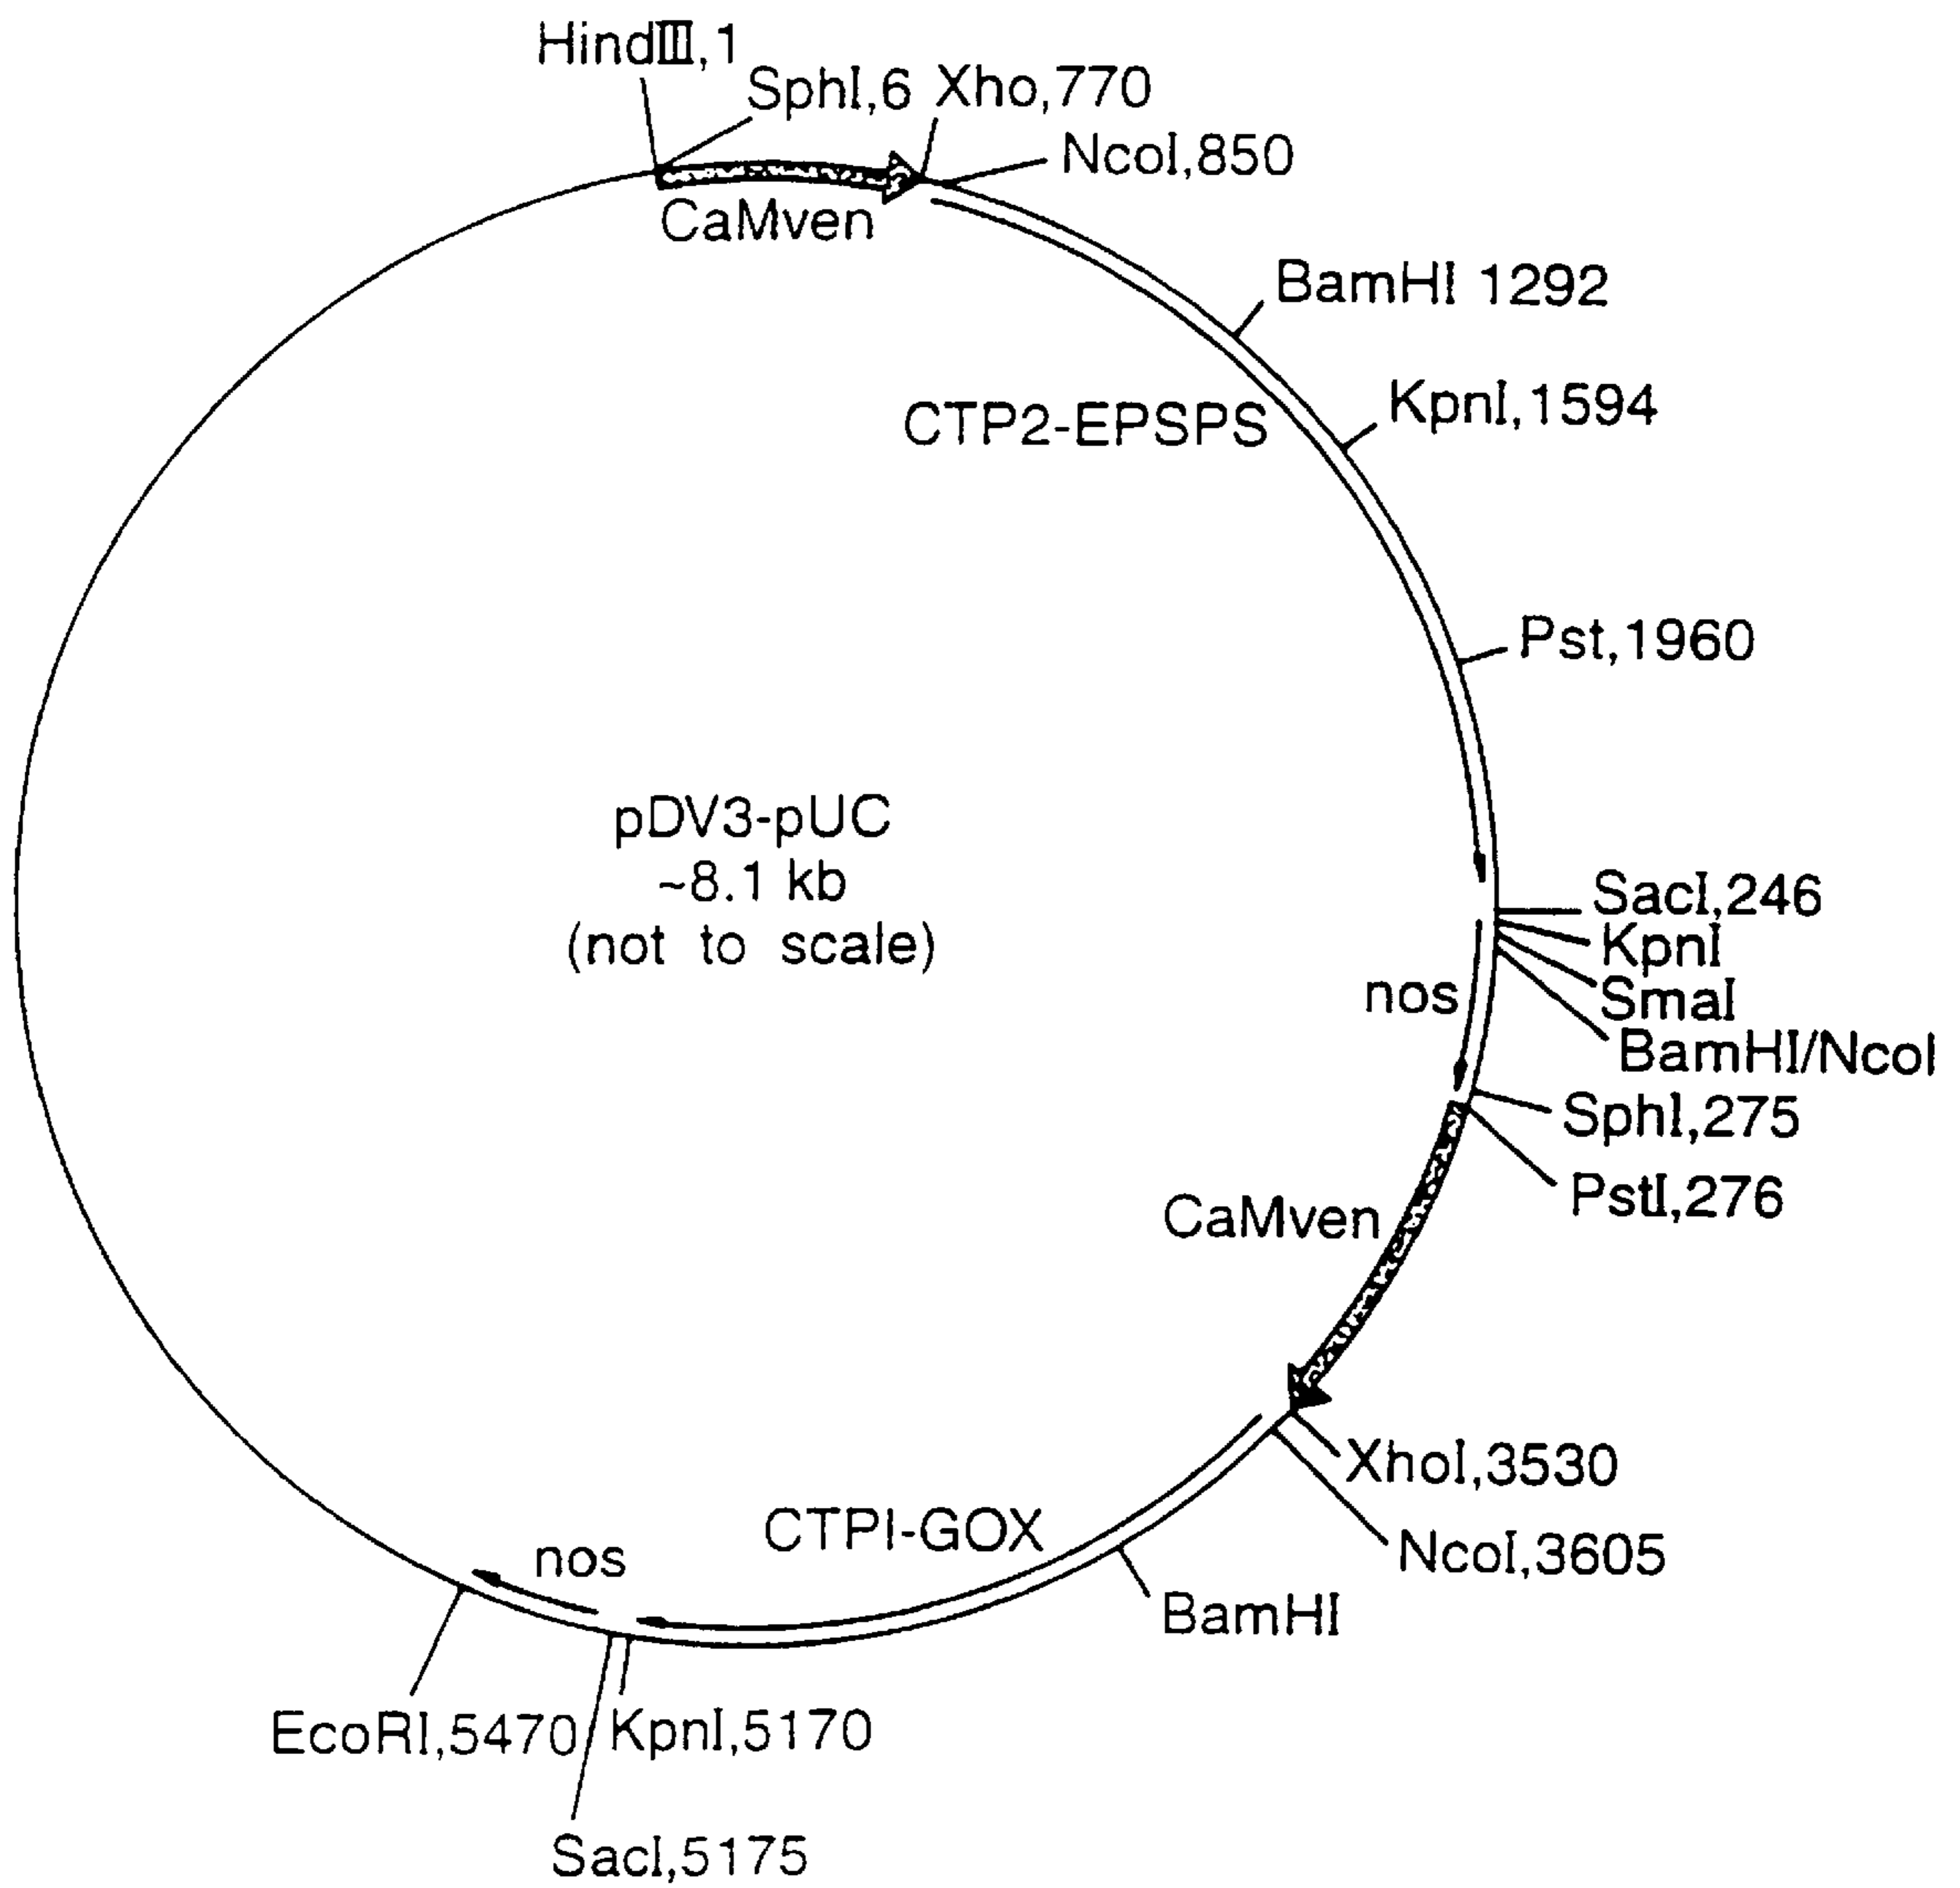 HindⅢ,1
SphI,6
Xho,770
NcoI,850
CaMven
BamHI 1292
KpnI,1594
CTP2-EPSPS
Pst,1960
pDV3-pUC
~8.1 kb
(not to scale)
SacI,246
KpnI
SmaI
nos
BamHI/NcoI
SphI,275
PstI,276
CaMven
XhoI,3530
NcoI,3605
CTPI-GOX
nos
BamHI
EcoRI,5470
KpnI,5170
SacI,5175